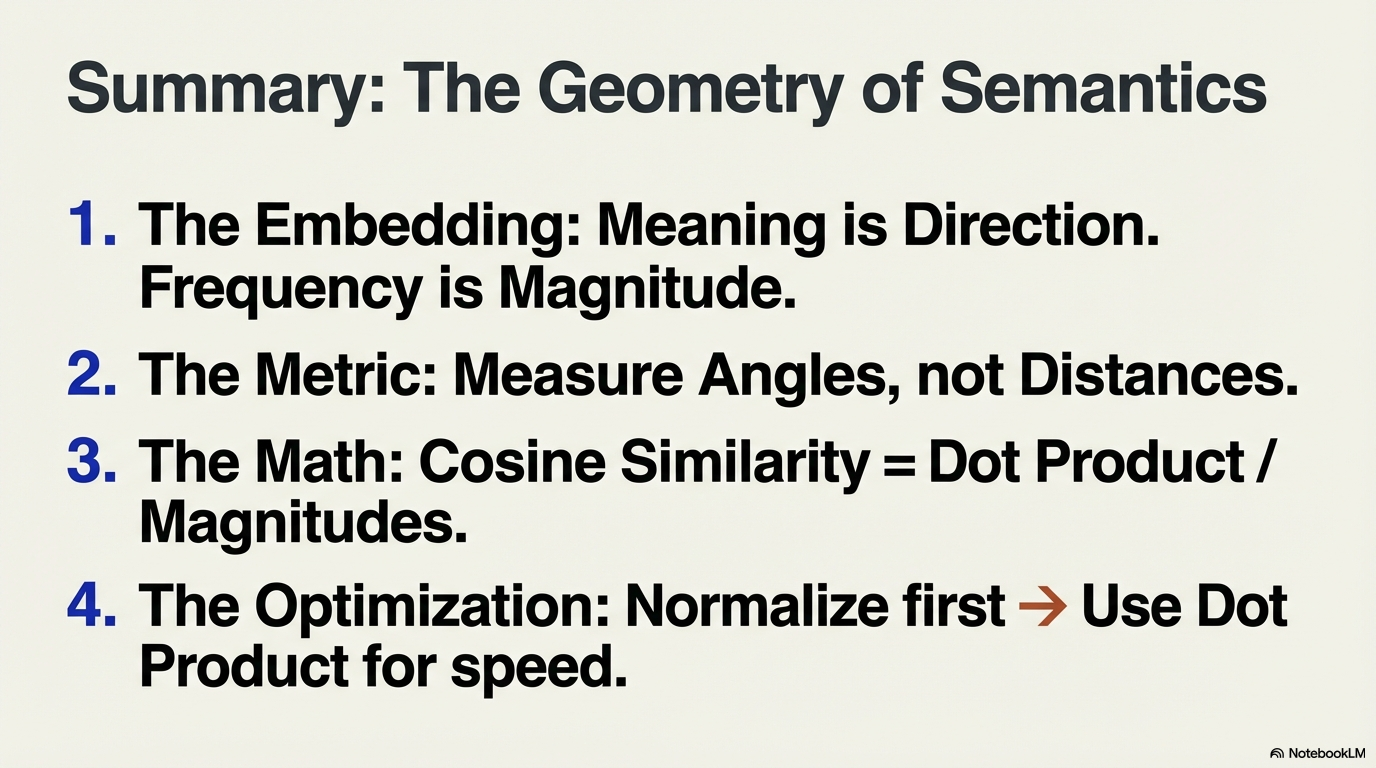 Summary: The Geometry of Semantics
1. The Embedding: Meaning is Direction.
Frequency is Magnitude.
2. The Metric: Measure Angles, not Distances.
3. The Math: Cosine Similarity = Dot Product /
Magnitudes.
4. The Optimization: Normalize first → Use Dot
Product for speed.
NotebookLM